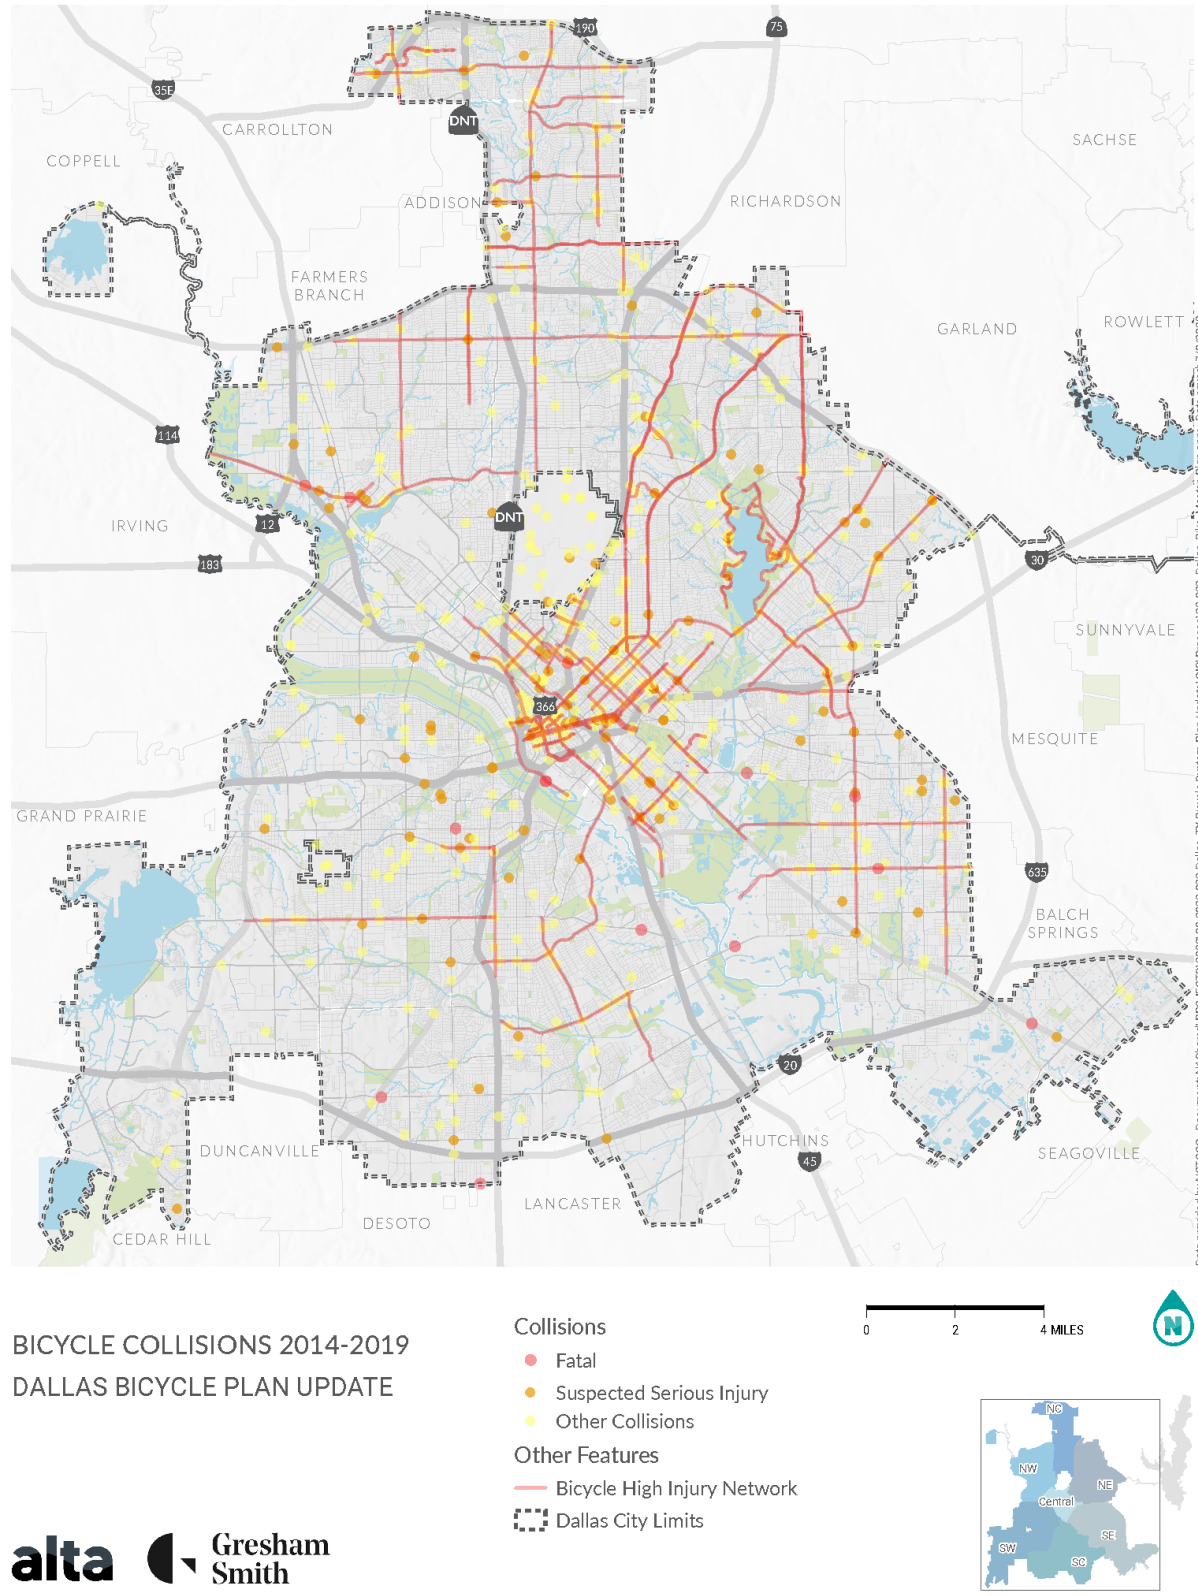 190
75
35E
DNT
CARROLLTON
COPPELL
SACHSE
ADDISON
RICHARDSON
FARMERS
BRANCH
GARLAND
ROWLETT
114
IRVING
12
DNT
183
30
SUNNYVALE
366
MESQUITE
GRAND PRAIRIE
635
BALCH
SPRINGS
20
DUNCANVILLE
HUTCHINS
45
SEAGOVILLE
LANCASTER
DESOTO
CEDAR HILL
BICYCLE COLLISIONS 2014-2019
DALLAS BICYCLE PLAN UPDATE
Collisions
Fatal
Suspected Serious Injury
Other Collisions
Other Features
Bicycle High Injury Network
Dallas City Limits
0 2 4 MILES
N
NC
NW
NE
Central
SE
SW
SC
alta
Gresham
Smith